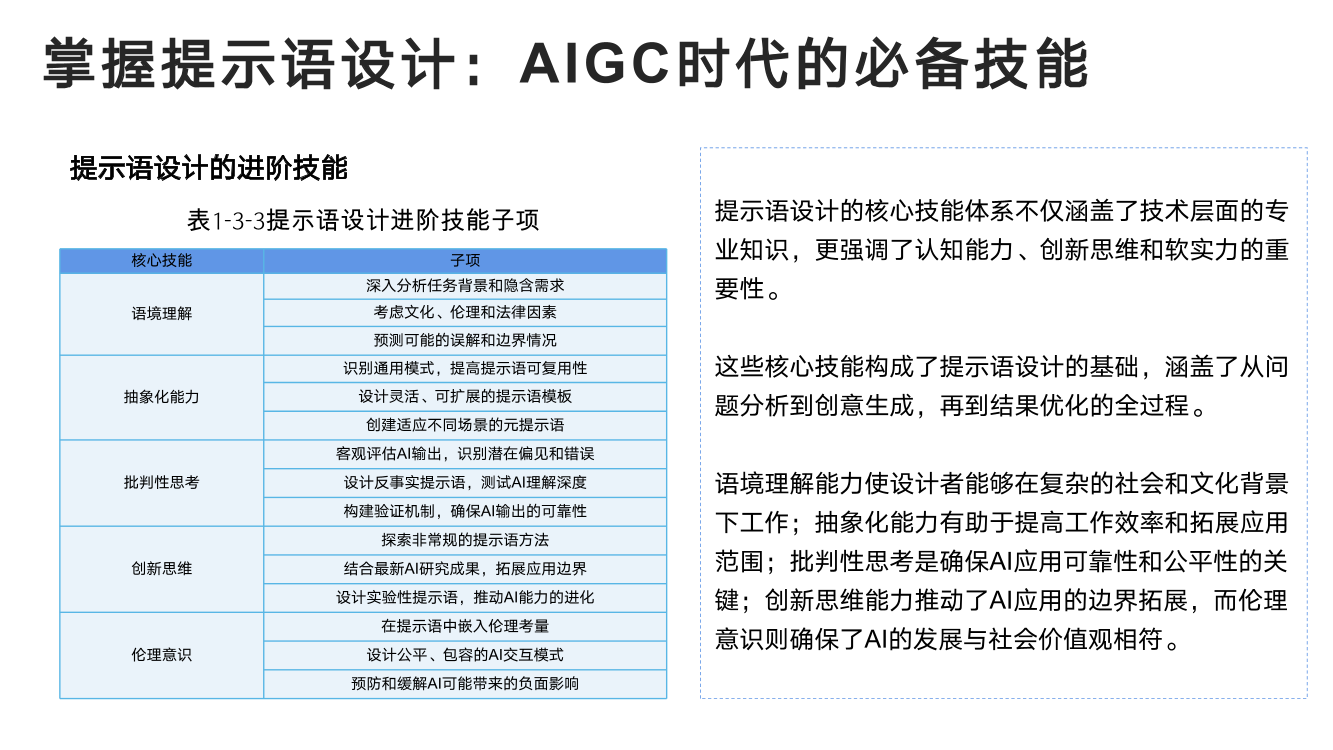 掌握提示语设计：AIGC时代的必备技能
提示语设计的进阶技能
表1-3-3提示语设计进阶技能子项
核心技能 子项
语境理解
深入分析任务背景和隐含需求
考虑文化、伦理和法律因素
预测可能的误解和边界情况
抽象化能力
识别通用模式，提高提示语可复用性
设计灵活、可扩展的提示语模板
创建适应不同场景的元提示语
批判性思考
客观评估AI输出，识别潜在偏见和错误
设计反事实提示语，测试AI理解深度
构建验证机制，确保AI输出的可靠性
创新思维
探索非常规的提示语方法
结合最新AI研究成果，拓展应用边界
设计实验性提示语，推动AI能力的进化
伦理意识
在提示语中嵌入伦理考量
设计公平、包容的AI交互模式
预防和缓解AI可能带来的负面影响
提示语设计的核心技能体系不仅涵盖了技术层面的专
业知识，更强调了认知能力、创新思维和软实力的重
要性。
这些核心技能构成了提示语设计的基础，涵盖了从问
题分析到创意生成，再到结果优化的全过程。
语境理解能力使设计者能够在复杂的社会和文化背景
下工作；抽象化能力有助于提高工作效率和拓展应用
范围；批判性思考是确保AI应用可靠性和公平性的关
键；创新思维能力推动了AI应用的边界拓展，而伦理
意识则确保了AI的发展与社会价值观相符。